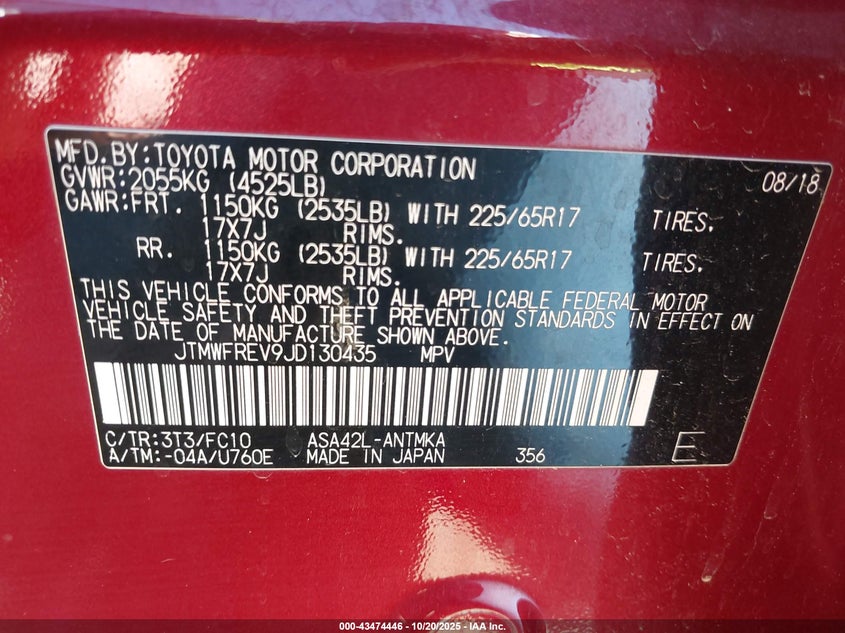 MFD.BY:TOYOTA MOTOR CORPORATION 08/18
GVWR:2055KG (4525LB)
GAWR:FRT. 1150KG (2535LB) WITH 225/65R17 TIRES.
17X7J RIMS.
RR. 1150KG (2535LB) WITH 225/65R17 TIRES.
17X7J RIMS.
THIS VEHICLE CONFORMS TO ALL APPLICABLE FEDERAL MOTOR
VEHICLE SAFETY AND THEFT PREVENTION STANDARDS IN EFFECT ON
THE DATE OF MANUFACTURE SHOWN ABOVE.
JTMWFREV9JD130435 MPV
C/TR:3T3/FC10 ASA42L-ANTMKA
A/TM:-04A/U760E MADE IN JAPAN 356 E
000-43474446 - 10/20/2025 - IAA Inc.